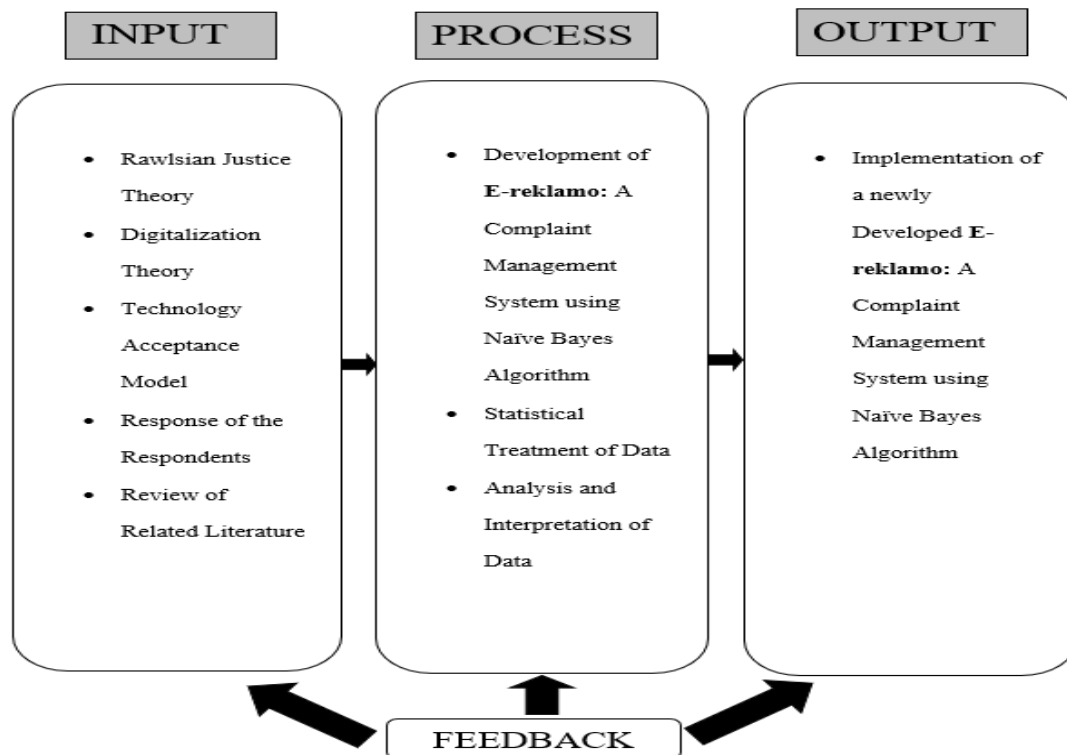 INPUT
PROCESS
OUTPUT
• Rawlsian Justice
Theory
• Digitalization
Theory
• Technology
Acceptance
Model
• Response of the
Respondents
• Review of
Related Literature
• Development of
E-reklamo: A
Complaint
Management
System using
Naïve Bayes
Algorithm
• Statistical
Treatment of Data
• Analysis and
Interpretation of
Data
• Implementation of
a newly
Developed E-
reklamo: A
Complaint
Management
System using
Naïve Bayes
Algorithm
FEEDBACK